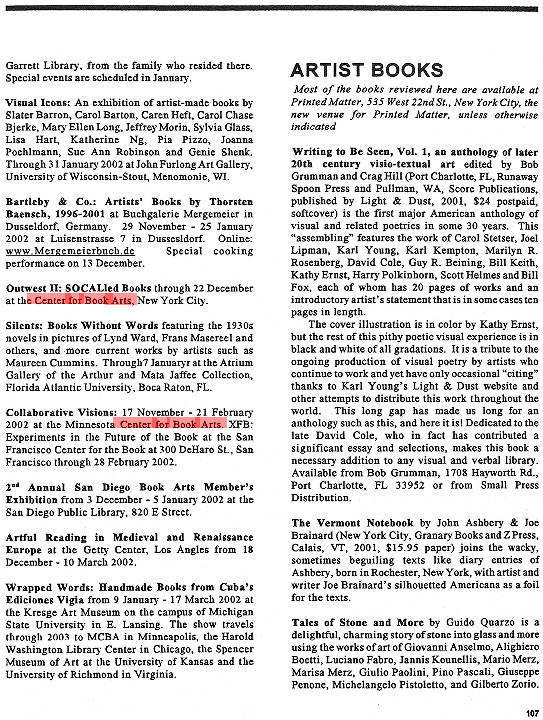 Garrett Library, from the family who resided there.
Special events are scheduled in January.
Visual Icons: An exhibition of artist-made books by
Slater Barron, Carol Barton, Caren Heft, Carol Chase
Bjerke, Mary Ellen Long, Jeffrey Morin, Sylvia Glass,
Lisa Hart, Katherine Ng, Pia Pizzo, Joanna
Poehlmann, Sue Ann Robinson and Genie Shenk.
Through 31 January 2002 at John Furlong Art Gallery,
University of Wisconsin-Stout, Menomonie, WI.
Bartleby & Co.: Artists' Books by Thorsten
Baensch, 1996-2001 at Buchgalerie Mergemeier in
Dusseldorf, Germany. 29 November - 25 January
2002 at Luisenstrasse 7 in Dussesldorf. Online:
www.Mergemeierbuch.de Special cooking
performance on 13 December.
Outwest II: SOCALled Books through 22 December
at the Center for Book Arts, New York City.
Silents: Books Without Words featuring the 1930s
novels in pictures of Lynd Ward, Frans Masereel and
others, and more current works by artists such as
Maureen Cummins. Through7 Januaryr at the Atrium
Gallery of the Arthur and Mata Jaffee Collection,
Florida Atlantic University, Boca Raton, FL.
Collaborative Visions: 17 November - 21 February
2002 at the Minnesota Center for Book Arts. XFB:
Experiments in the Future of the Book at the San
Francisco Center for the Book at 300 DeHaro St., San
Francisco through 28 February 2002.
2nd Annual San Diego Book Arts Member's
Exhibition from 3 December - 5 January 2002 at the
San Diego Public Library, 820 E Street.
Artful Reading in Medieval and Renaissance
Europe at the Getty Center, Los Angles from 18
December - 10 March 2002.
Wrapped Words: Handmade Books from Cuba's
Ediciones Vigia from 9 January - 17 March 2002 at
the Kresge Art Museum on the campus of Michigan
State University in E. Lansing. The show travels
through 2003 to MCBA in Minneapolis, the Harold
Washington Library Center in Chicago, the Spencer
Museum of Art at the University of Kansas and the
University of Richmond in Virginia.
ARTIST BOOKS
Most of the books reviewed here are available at
Printed Matter, 535 West 22nd St., New York City, the
new venue for Printed Matter, unless otherwise
indicated
Writing to Be Seen, Vol. 1, an anthology of later
20th century visio-textual art edited by Bob
Grumman and Crag Hill (Port Charlotte, FL, Runaway
Spoon Press and Pullman, WA, Score Publications,
published by Light & Dust, 2001, $24 postpaid,
softcover) is the first major American anthology of
visual and related poetries in some 30 years. This
"assembling" features the work of Carol Stetser, Joel
Lipman, Karl Young, Karl Kempton, Marilyn R.
Rosenberg, David Cole, Guy R. Beining, Bill Keith,
Kathy Ernst, Harry Polkinhorn, Scott Helmes and Bill
Fox, each of whom has 20 pages of works and an
introductory artist's statement that is in some cases ten
pages in length.
The cover illustration is in color by Kathy Ernst,
but the rest of this pithy poetic visual experience is in
black and white of all gradations. It is a tribute to the
ongoing production of visual poetry by artists who
continue to work and yet have only occasional "citing"
thanks to Karl Young's Light & Dust website and
other attempts to distribute this work throughout the
world. This long gap has made us long for an
anthology such as this, and here it is! Dedicated to the
late David Cole, who in fact has contributed a
significant essay and selections, makes this book a
necessary addition to any visual and verbal library.
Available from Bob Grumman, 1708 Hayworth Rd.,
Port Charlotte, FL 33952 or from Small Press
Distribution.
The Vermont Notebook by John Ashbery & Joe
Brainard (New York City, Granary Books and Z Press,
Calais, VT, 2001, $15.95 paper) joins the wacky,
sometimes beguiling texts like diary entries of
Ashbery, born in Rochester, New York, with artist and
writer Joe Brainard's silhouetted Americana as a foil
for the texts.
Tales of Stone and More by Guido Quarzo is a
delightful, charming story of stone into glass and more
using the works of art of Giovanni Anselmo, Alighiero
Boetti, Luciano Fabro, Jannis Kounellis, Mario Merz,
Marisa Merz, Giulio Paolini, Pino Pascali, Giuseppe
Penone, Michelangelo Pistoletto, and Gilberto Zorio.
107